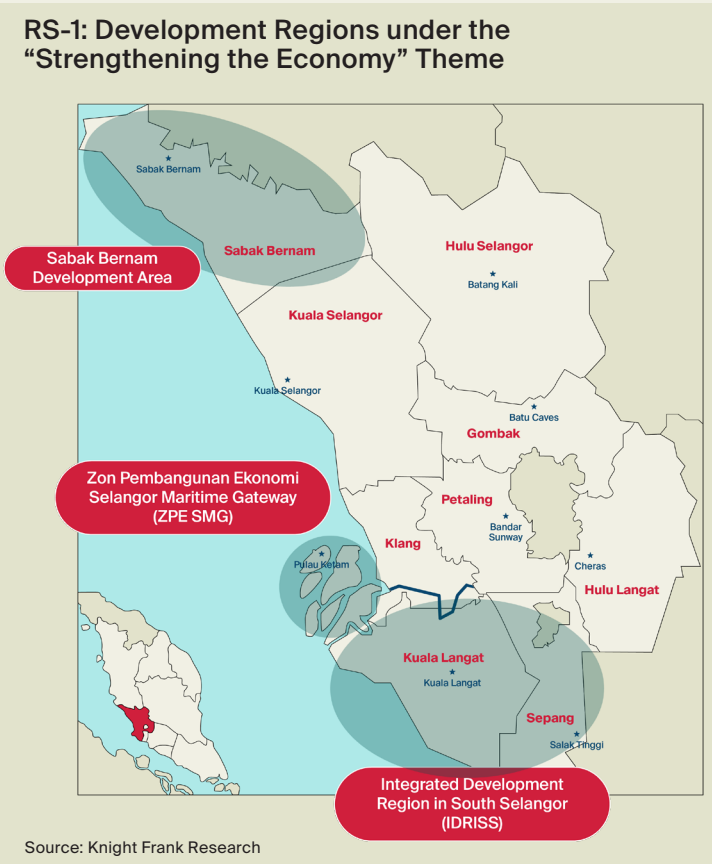 RS-1: Development Regions under the
“Strengthening the Economy” Theme
Sabak Bernam
Sabak Bernam
Hulu Selangor
Sabak Bernam
Development Area
Batang Kali
Kuala Selangor
Kuala Selangor
Batu Caves
Gombak
Zon Pembangunan Ekonomi
Selangor Maritime Gateway
(ZPE SMG)
Petaling
Bandar
Sunway
Klang
Pulau Ketam
Cheras
Hulu Langat
Kuala Langat
Kuala Langat
Sepang
Salak Tinggi
Integrated Development
Region in South Selangor
(IDRISS)
Source: Knight Frank Research